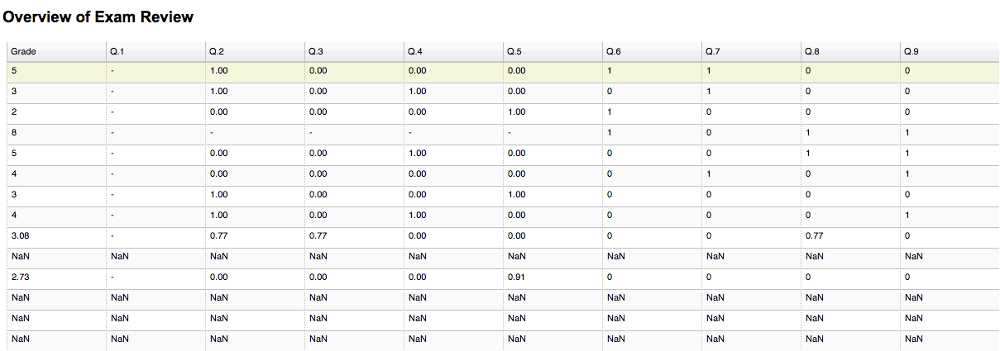 Overview of Exam Review
Grade Q.1 Q.2 Q.3 Q.4 Q.5 Q.6 Q.7 Q.8 Q.9
5 - 1.00 0.00 0.00 0.00 1 1 0 0
3 - 1.00 0.00 1.00 0.00 0 1 0 0
2 - 0.00 0.00 0.00 1.00 1 0 0 0
8 - - - - - 1 0 1 1
5 - 0.00 0.00 1.00 0.00 0 0 1 1
4 - 0.00 0.00 0.00 0.00 0 1 0 1
3 - 1.00 0.00 0.00 1.00 0 0 0 0
4 - 1.00 0.00 1.00 0.00 0 0 0 1
3.08 - 0.77 0.77 0.00 0.00 0 0 0.77 0
NaN NaN NaN NaN NaN NaN NaN NaN NaN NaN
2.73 - 0.00 0.00 0.00 0.91 0 0 0 0
NaN NaN NaN NaN NaN NaN NaN NaN NaN NaN
NaN NaN NaN NaN NaN NaN NaN NaN NaN NaN
NaN NaN NaN NaN NaN NaN NaN NaN NaN NaN